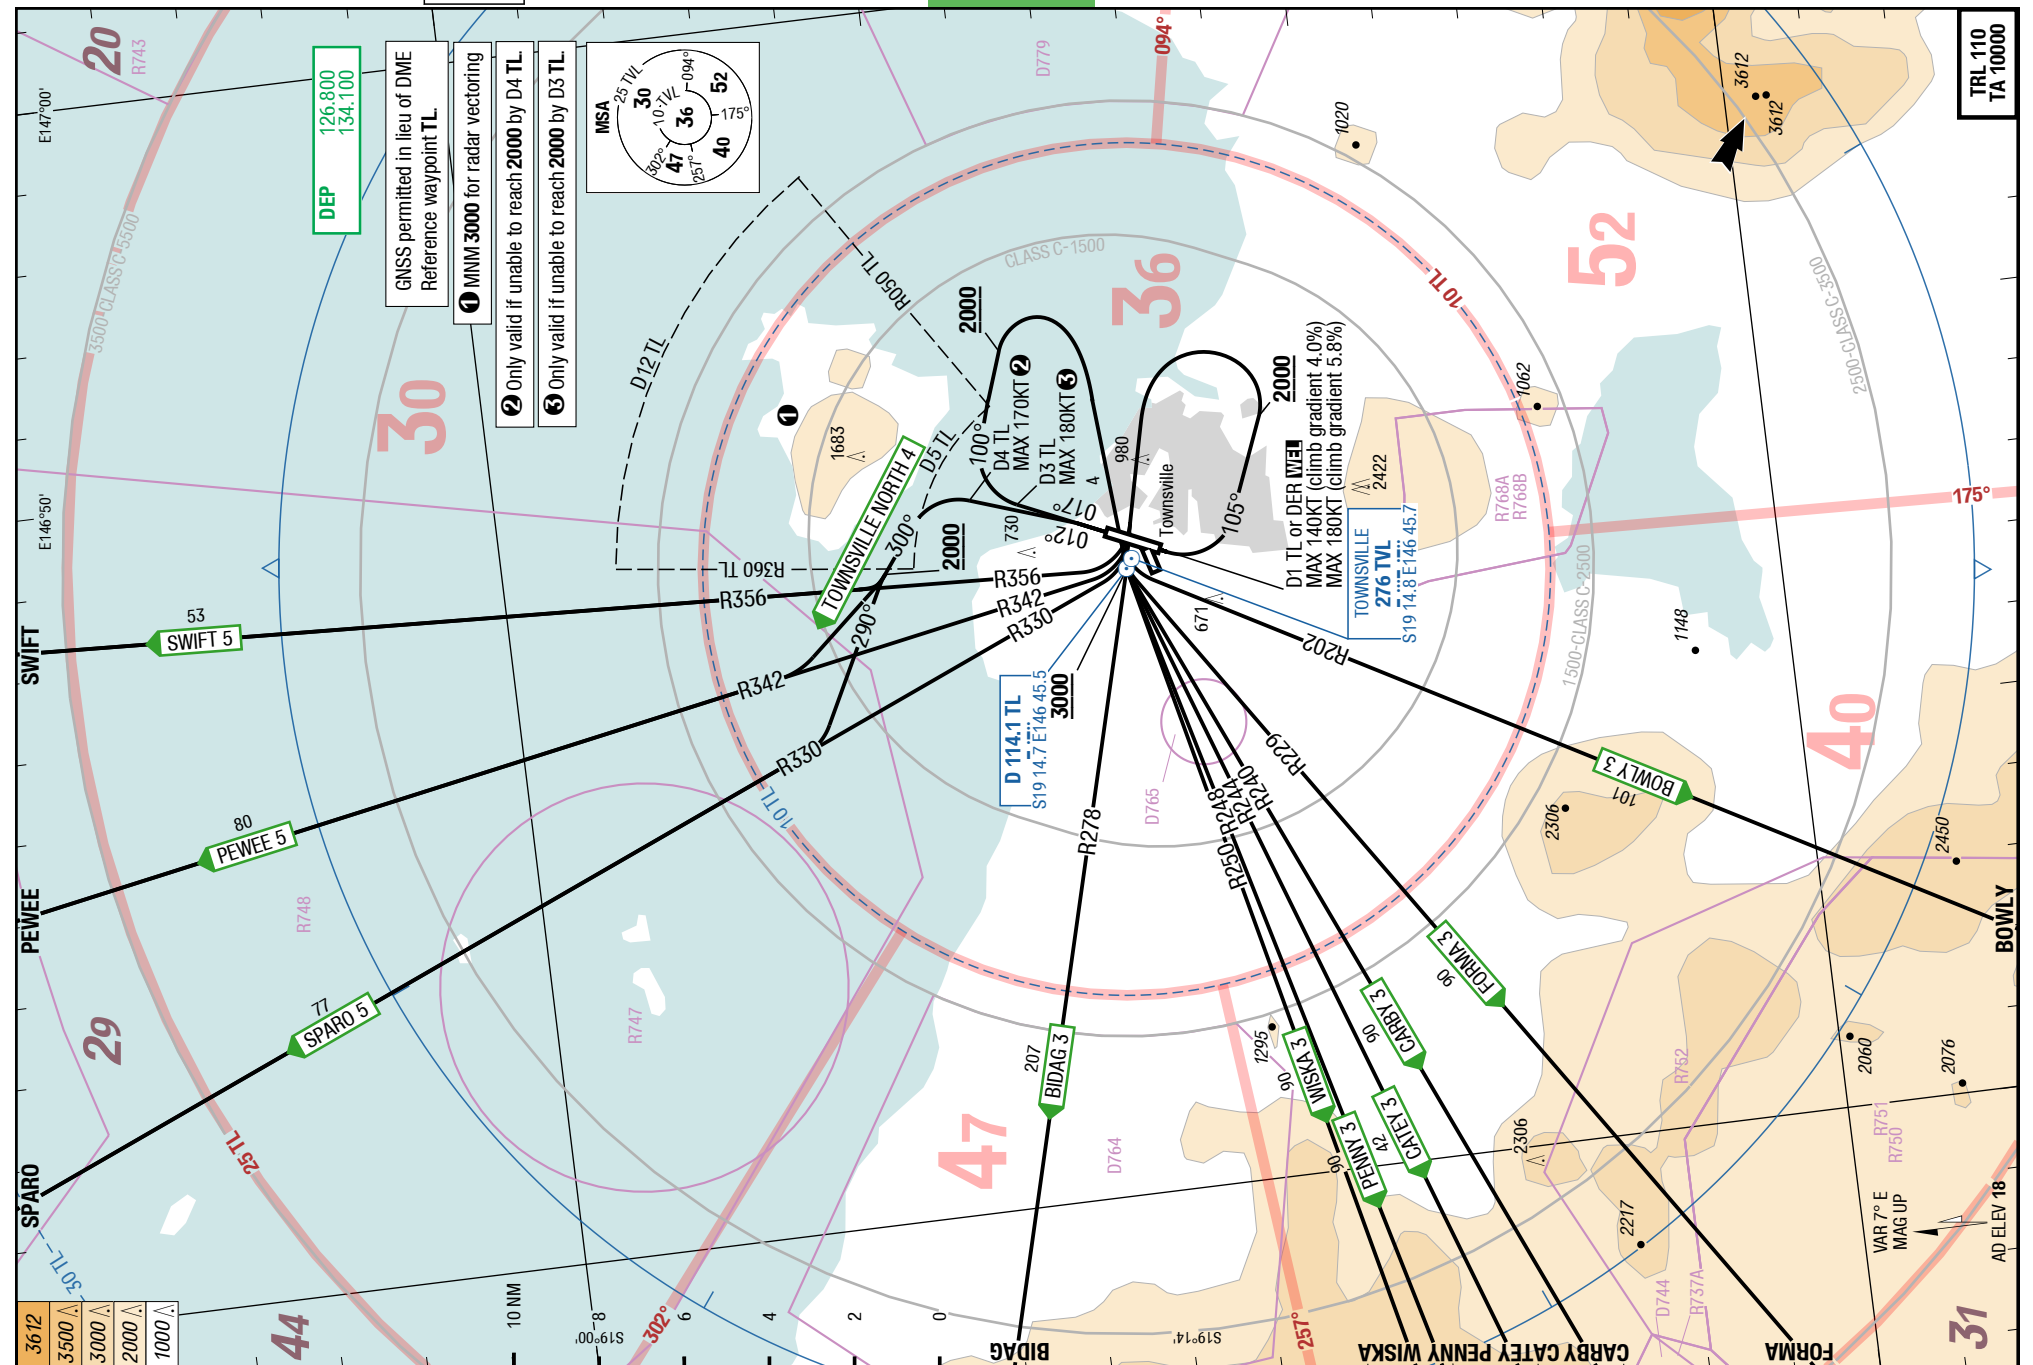 20
R743
E147°00'
3500-CLASS C-5500
DEP 126.800
134.100
GNSS permitted in lieu of DME
Reference waypoint TL.
❶ MNM 3000 for radar vectoring
❷ Only valid if unable to reach 2000 by D4 TL.
❸ Only valid if unable to reach 2000 by D3 TL.
MSA
25 TVL
30
10 TVL
094°
52
36
175°
302°
47
257°
40
D779
094°
1020
3612
3612
TRL 110
TA 10000
CLASS C-1500
36
52
10 TL
2500-CLASS C-3500
30
E146°50'
D12 TL
R050 TL
❶
1683
D5 TL
2000
100°
D4 TL
MAX 170KT ❷
D3 TL
MAX 180KT ❸
4
017°
012°
730
980
Townsville
105°
2000
D1 TL or DER WEL
MAX 140KT (climb gradient 4.0%)
MAX 180KT (climb gradient 5.8%)
2422
1062
R768A
R768B
175°
TOWNSVILLE NORTH 4
300°
2000
R360 TL
R356
R356
R342
R330
290°
TOWNSVILLE
276 TVL
S19 14.8 E146 45.7
671
R202
1500-CLASS C-2500
1148
40
SWIFT
53
SWIFT 5
R342
R330
D 114.1 TL
S19 14.7 E146 45.5
3000
D765
R278
R250
R248
R244
R240
R229
10 TL
PEWEE
80
PEWEE 5
R748
BOWLY 3
101
2306
2450
BOWLY
SPARO
77
SPARO 5
29
R747
25 TL
30 TL
207
BIDAG 3
47
D764
1295
WISKA 3
90
PENNY 3
90
CATEY 3
42
CARBY 3
90
FORMA 3
90
2306
2217
R752
2060
2076
R751
R750
VAR 7° E
MAG UP
AD ELEV 18
D744
R737A
31
44
3612
3500
3000
2000
1000
10 NM
8
6
4
2
0
S19°00'
302°
S19°14'
257°
BIDAG
WISKA
PENNY
CATEY
CARBY
FORMA